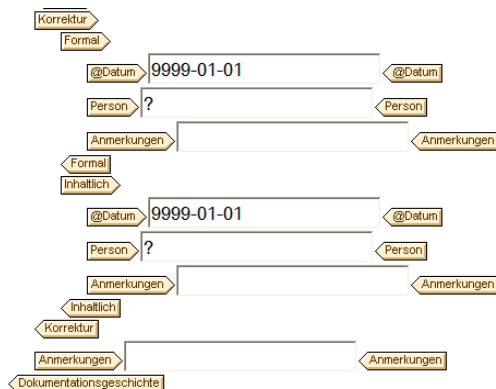 Korrektur
Formal
@Datum 9999-01-01 @Datum
Person ? Person
Anmerkungen Anmerkungen
Formal
Inhaltlich
@Datum 9999-01-01 @Datum
Person ? Person
Anmerkungen Anmerkungen
Inhaltlich
Korrektur
Anmerkungen Anmerkungen
Dokumentationsgeschichte